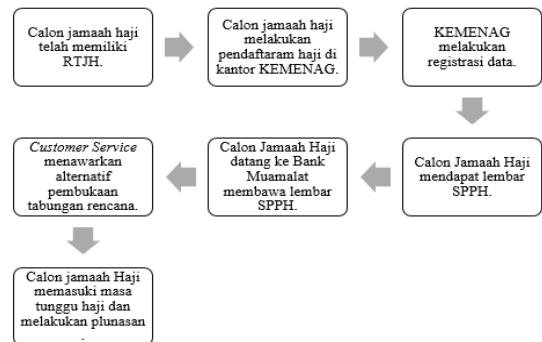 Calon jamaah haji
telah memiliki
RTJH.
Calon jamaah haji
melakukan
pendaftaram haji di
kantor KEMENAG.
KEMENAG
melakukan
registrasi data.
Calon Jamaah Haji
mendapat lembar
SPPH.
Calon Jamaah Haji
datang ke Bank
Muamalat
membawa lembar
SPPH.
Customer Service
menawarkan
alternatif
pembukaan
tabungan rencana.
Calon jamaah Haji
memasuki masa
tunggu haji dan
melakukan plunasan